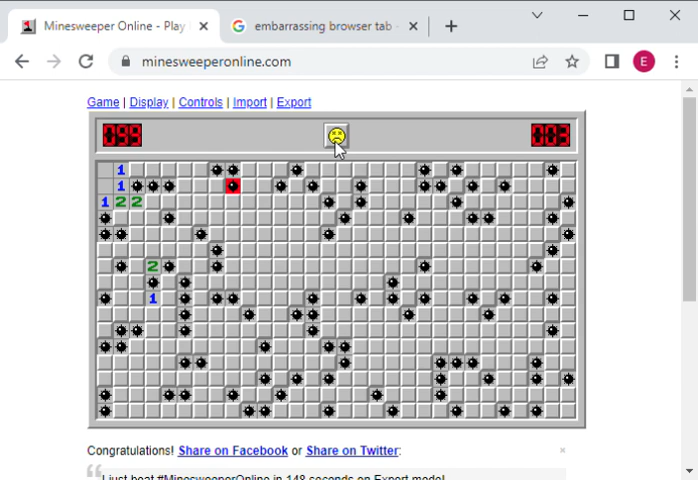 Minesweeper Online - Play
embarrassing browser tab -
minesweeperonline.com
E
Game | Display | Controls | Import | Export
099 003
1
1
1 2 2
2
1
Congratulations! Share on Facebook or Share on Twitter:
I just beat #MinesweeperOnline in 148 seconds on Expert mode!